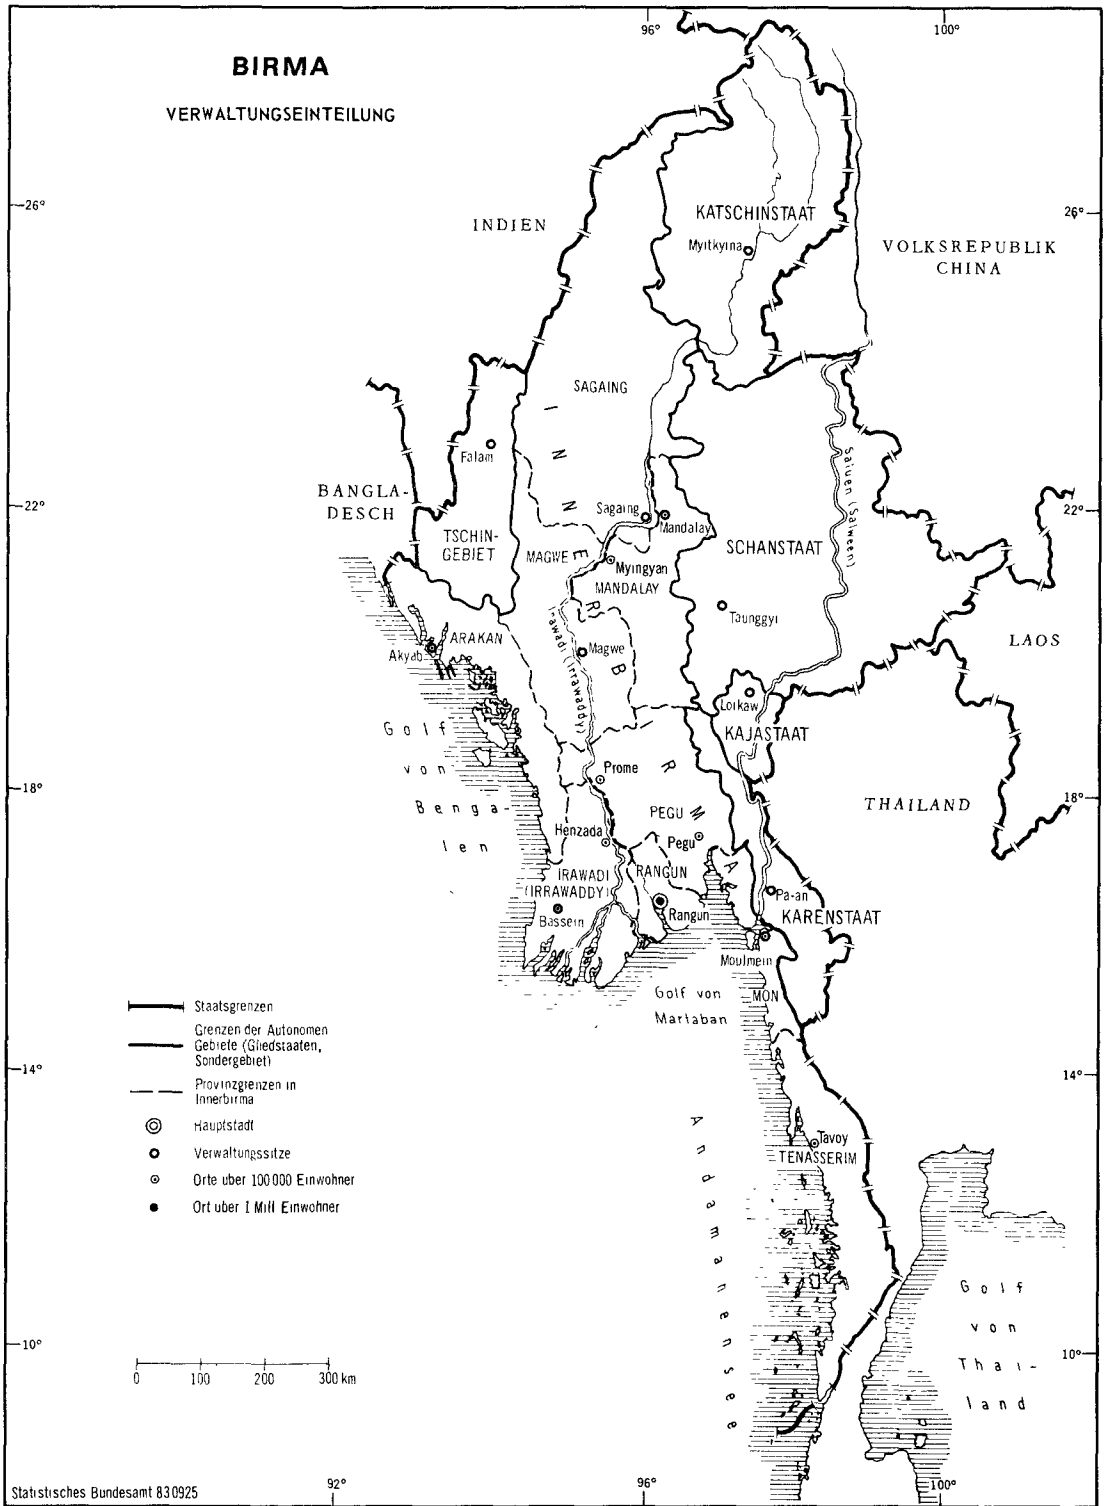 96°
100°
BIRMA
VERWALTUNGSEINTEILUNG
26°
26°
INDIEN
KATSCHINSTAAT
Myitkyina
VOLKSREPUBLIK
CHINA
SAGAING
INNERBIRMA
Falam
Saluen (Salween)
BANGLA-
DESCH
22°
22°
Sagaing
Mandalay
TSCHIN-
GEBIET
MAGWE
SCHANSTAAT
Myingyan
MANDALAY
Taunggyi
Irawadi (Irrawaddy)
ARAKAN
Akyab
Magwe
LAOS
Loikaw
KAJASTAAT
Golf
von
Benga-
len
Prome
18°
18°
THAILAND
PEGU
Henzada
Pegu
IRAWADI
(IRRAWADDY)
RANGUN
Pa-an
Bassein
Rangun
KARENSTAAT
Moulmein
Golf von
Martaban
MON
Staatsgrenzen
Grenzen der Autonomen
Gebiete (Gliedstaaten,
Sondergebiet)
14°
14°
Provinzgrenzen in
Innerbirma
Hauptstadt
Verwaltungssitze
Orte über 100 000 Einwohner
Ort über 1 Mill Einwohner
Tavoy
TENASSERIM
Andamanensee
Golf
von
Thai-
land
10°
10°
0 100 200 300 km
92°
96°
100°
Statistisches Bundesamt 830925